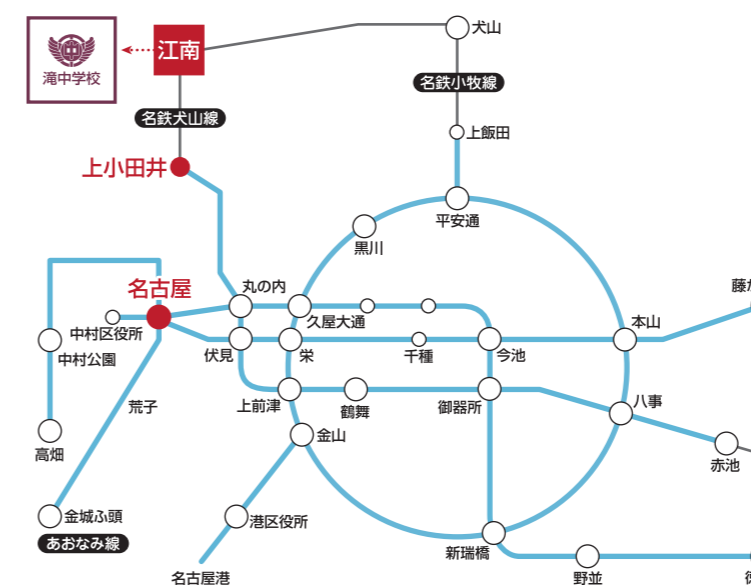 江南
犬山
滝中学校
名鉄小牧線
名鉄犬山線
上飯田
上小田井
平安通
黒川
名古屋
丸の内
藤が
久屋大通
本山
中村区役所
伏見
栄
千種
今池
中村公園
上前津
鶴舞
御器所
八事
荒子
金山
高畑
赤池
金城ふ頭
港区役所
あおなみ線
新瑞橋
名古屋港
野並